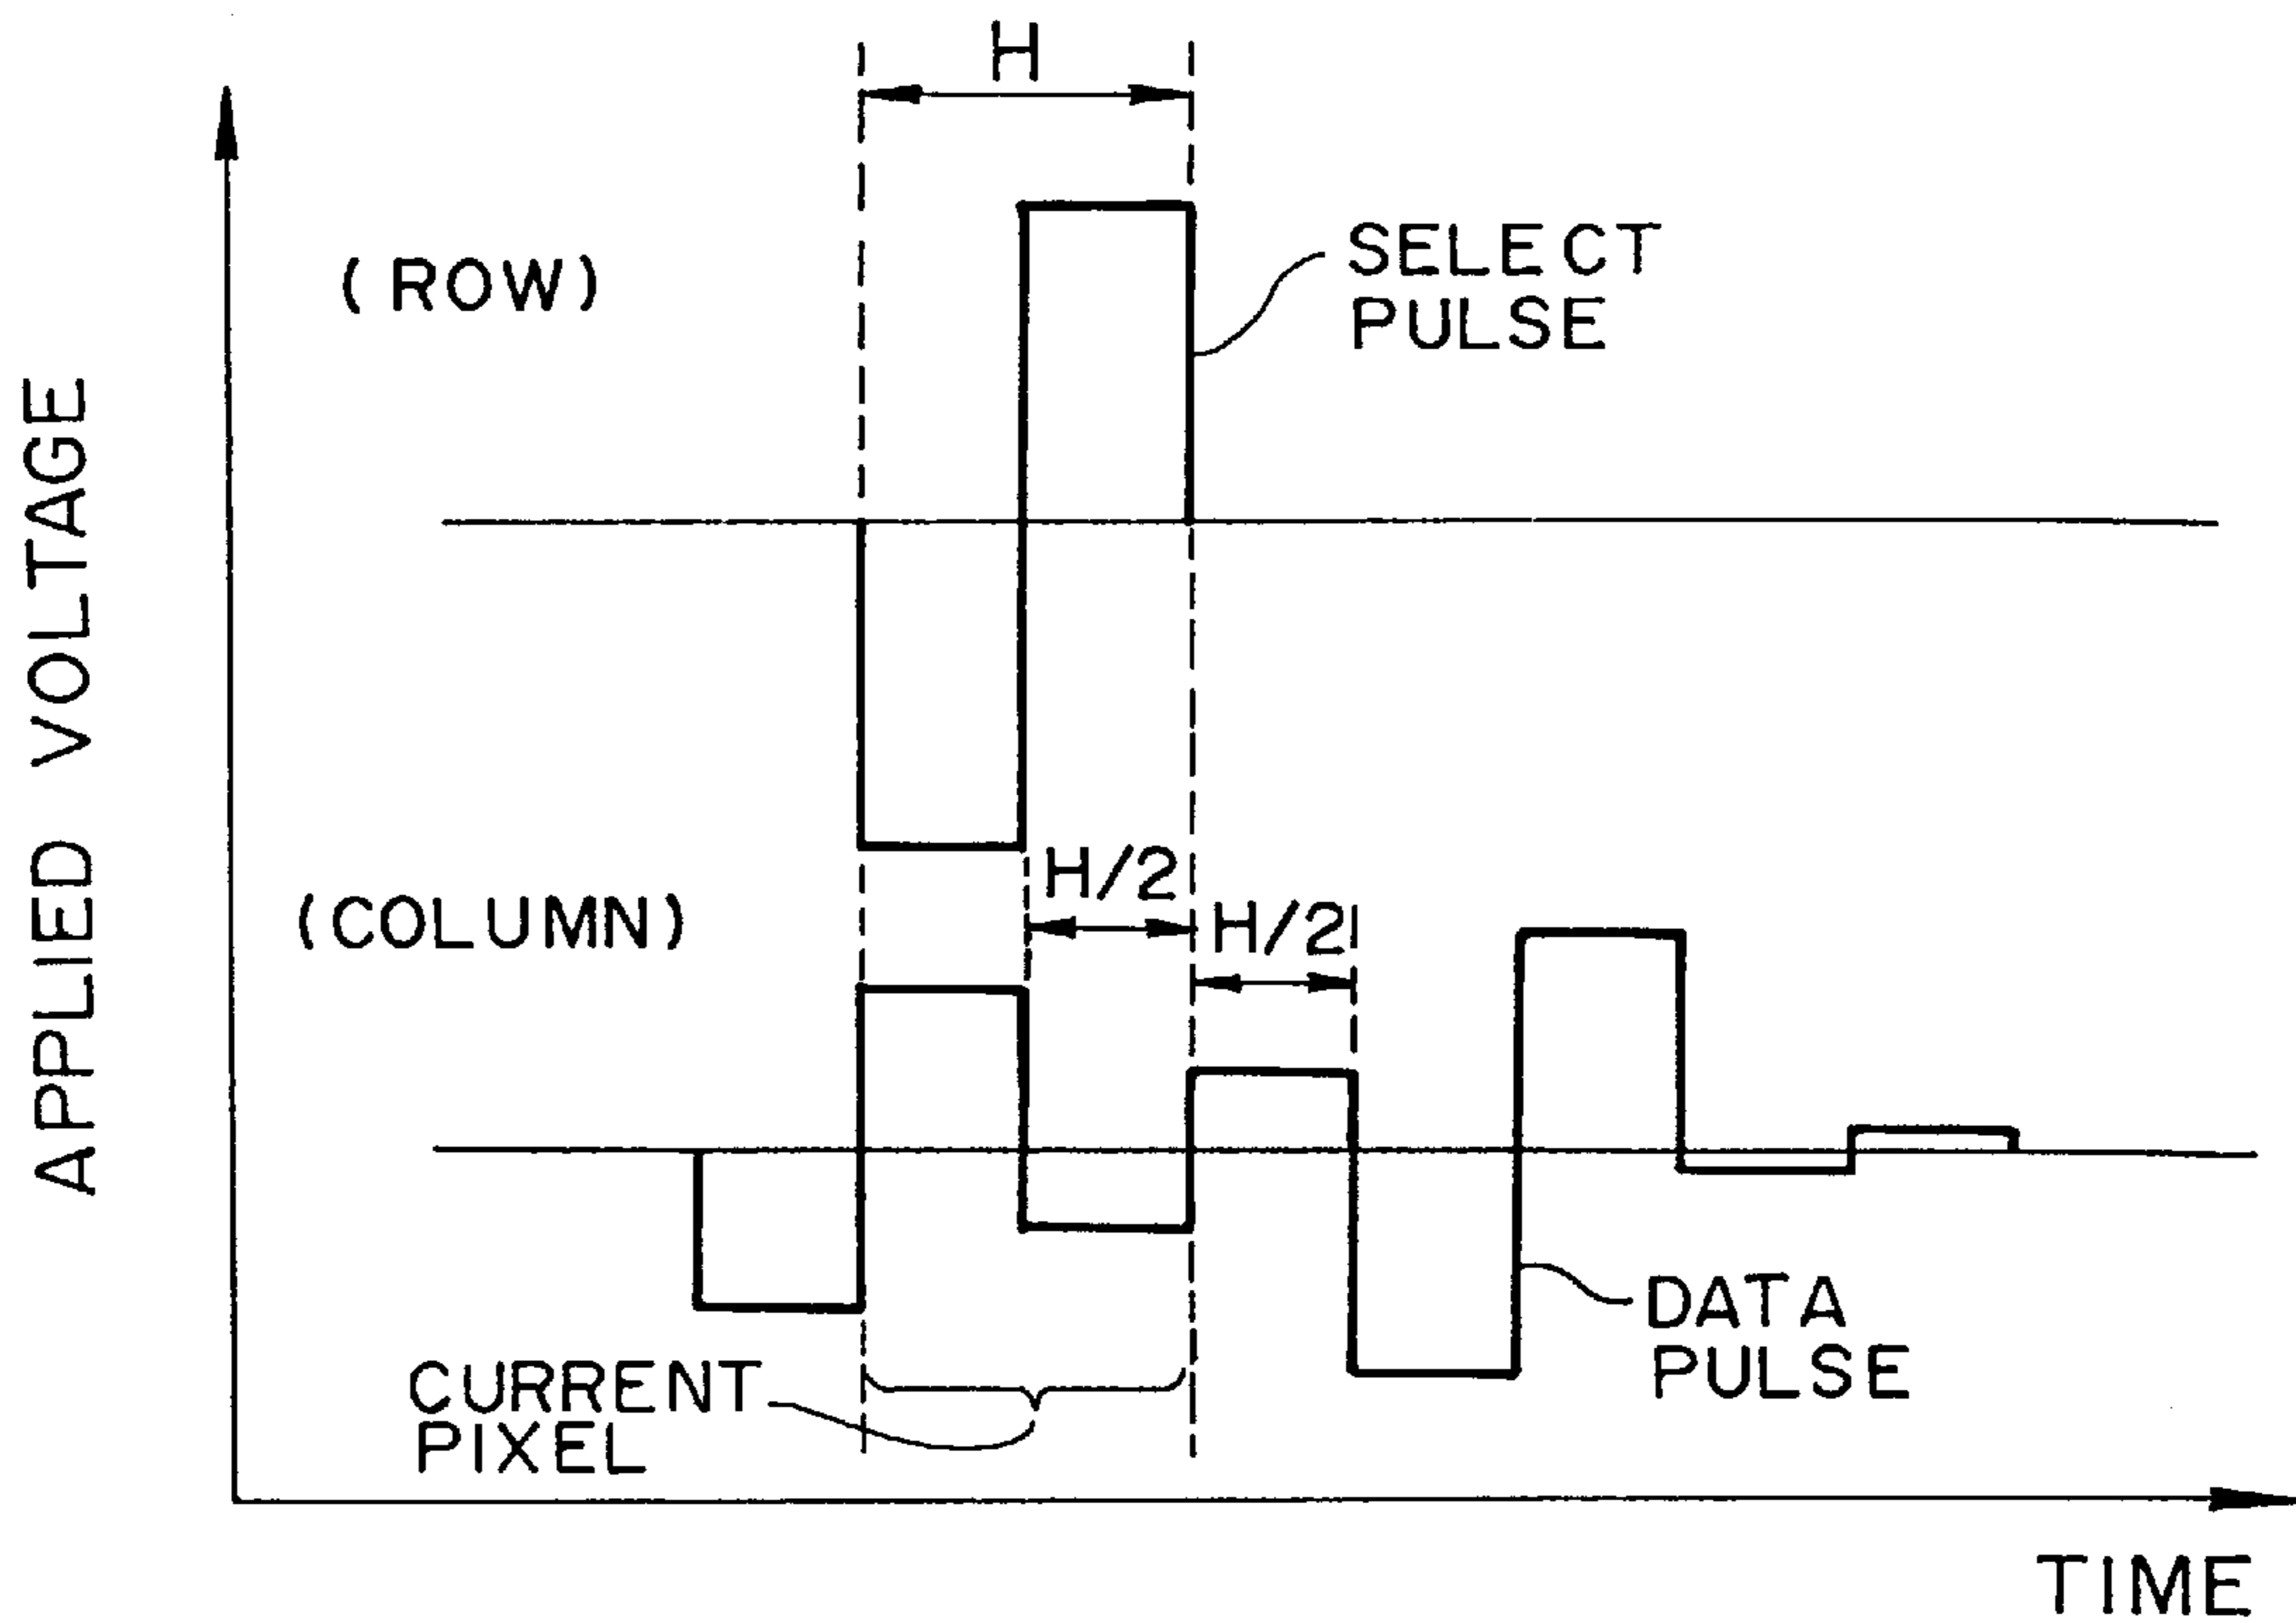 H
(ROW)
SELECT
PULSE
APPLIED VOLTAGE
H/2
H/2
(COLUMN)
DATA
PULSE
CURRENT
PIXEL
TIME